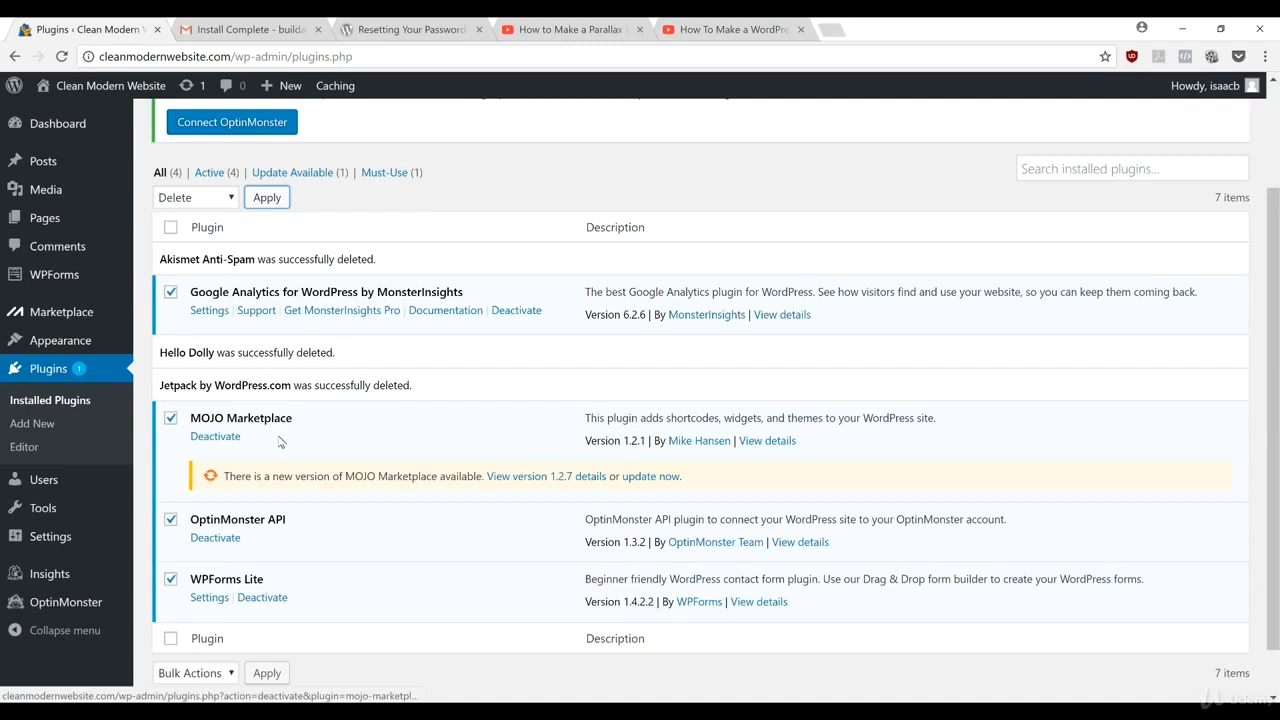 Plugins ‹ Clean Modern W
Install Complete - builda
Resetting Your Password
How to Make a Parallax
How To Make a WordPre
cleanmodernwebsite.com/wp-admin/plugins.php
Clean Modern Website
1
0
New
Caching
Howdy, isaacb
Dashboard
Posts
Media
Pages
Comments
WPForms
Marketplace
Appearance
Plugins 1
Installed Plugins
Add New
Editor
Users
Tools
Settings
Insights
OptinMonster
Collapse menu
Connect OptinMonster
All (4) | Active (4) | Update Available (1) | Must-Use (1)
Search installed plugins...
Delete
Apply
7 items
Plugin
Description
Akismet Anti-Spam was successfully deleted.
Google Analytics for WordPress by MonsterInsights
Settings | Support | Get MonsterInsights Pro | Documentation | Deactivate
The best Google Analytics plugin for WordPress. See how visitors find and use your website, so you can keep them coming back.
Version 6.2.6 | By MonsterInsights | View details
Hello Dolly was successfully deleted.
Jetpack by WordPress.com was successfully deleted.
MOJO Marketplace
Deactivate
This plugin adds shortcodes, widgets, and themes to your WordPress site.
Version 1.2.1 | By Mike Hansen | View details
There is a new version of MOJO Marketplace available. View version 1.2.7 details or update now.
OptinMonster API
Deactivate
OptinMonster API plugin to connect your WordPress site to your OptinMonster account.
Version 1.3.2 | By OptinMonster Team | View details
WPForms Lite
Settings | Deactivate
Beginner friendly WordPress contact form plugin. Use our Drag & Drop form builder to create your WordPress forms.
Version 1.4.2.2 | By WPForms | View details
Plugin
Description
Bulk Actions
Apply
7 items
cleanmodernwebsite.com/wp-admin/plugins.php?action=deactivate&plugin=mojo-marketpl...
Udemy